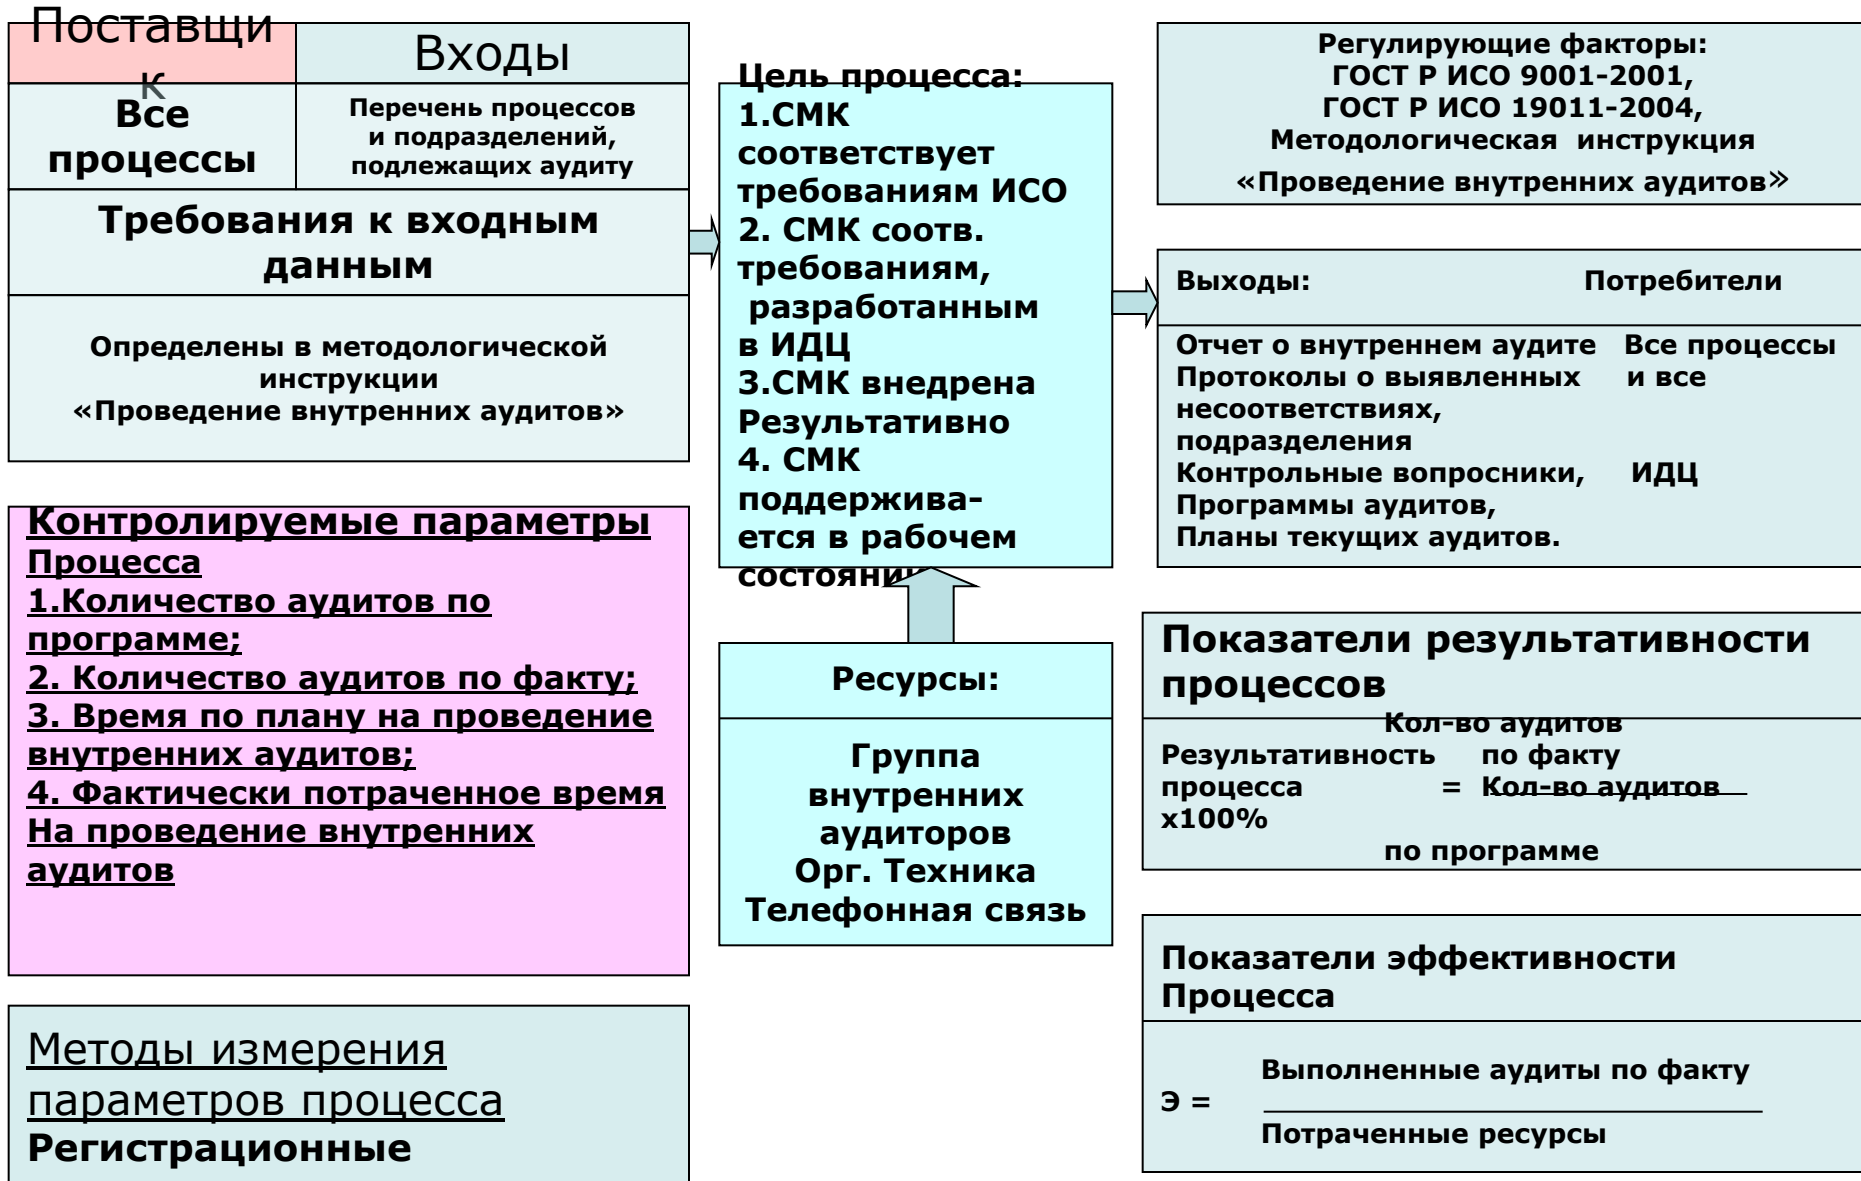 Поставщи
к
Входы
Все
процессы
Перечень процессов
и подразделений,
подлежащих аудиту
Требования к входным
данным
Определены в методологической
инструкции
«Проведение внутренних аудитов»
Контролируемые параметры
Процесса
1.Количество аудитов по
программе;
2. Количество аудитов по факту;
3. Время по плану на проведение
внутренних аудитов;
4. Фактически потраченное время
На проведение внутренних
аудитов
Методы измерения
параметров процесса
Регистрационные
Цель процесса:
1.СМК
соответствует
требованиям ИСО
2. СМК соотв.
требованиям,
разработанным
в ИДЦ
3.СМК внедрена
Результативно
4. СМК
поддержива-
ется в рабочем
состоянии
Ресурсы:
Группа
внутренних
аудиторов
Орг. Техника
Телефонная связь
Регулирующие факторы:
ГОСТ Р ИСО 9001-2001,
ГОСТ Р ИСО 19011-2004,
Методологическая инструкция
«Проведение внутренних аудитов»
Выходы: Потребители
Отчет о внутреннем аудите Все процессы
Протоколы о выявленных и все
несоответствиях,
подразделения
Контрольные вопросники, ИДЦ
Программы аудитов,
Планы текущих аудитов.
Показатели результативности
процессов
Кол-во аудитов
Результативность по факту
процесса = Кол-во аудитов
х100%
по программе
Показатели эффективности
Процесса
Выполненные аудиты по факту
Э =
Потраченные ресурсы